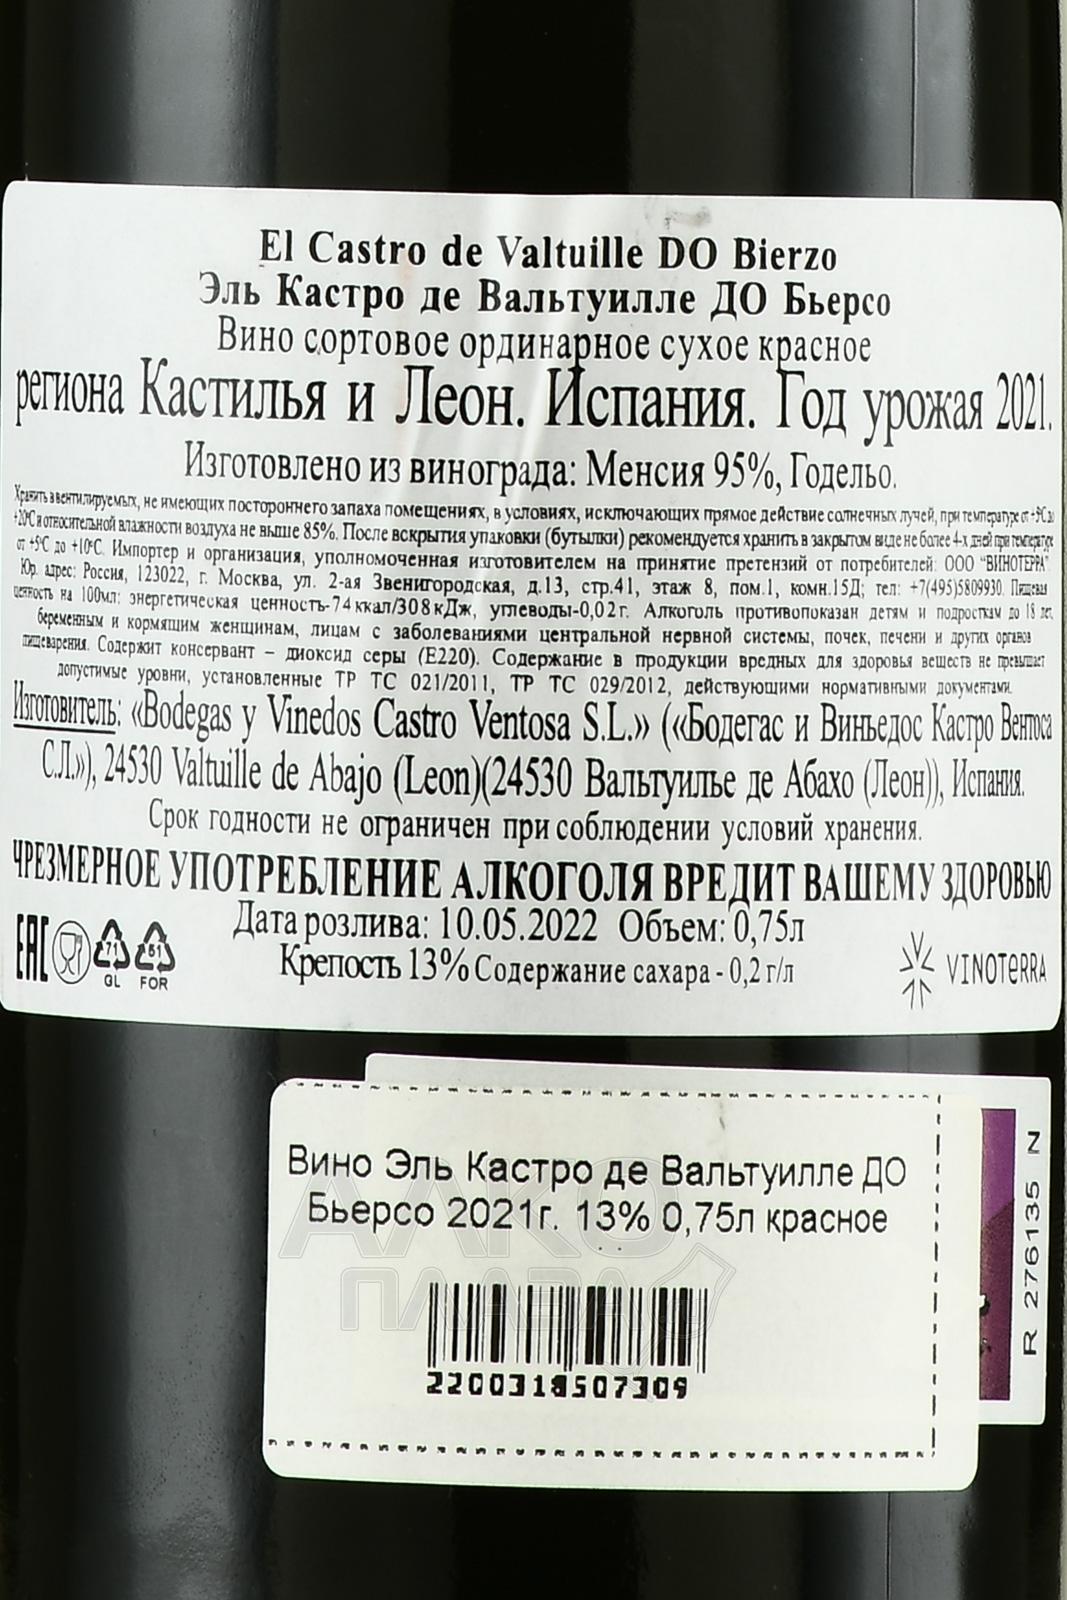 El Castro de Valtuille DO Bierzo
Эль Кастро де Вальтуилле ДО Бьерсо
Вино сортовое ординарное сухое красное
региона Кастилья и Леон. Испания. Год урожая 2021.
Изготовлено из винограда: Менсия 95%, Годельо.
Хранить в вентилируемых, не имеющих постороннего запаха помещениях, в условиях, исключающих прямое действие солнечных лучей, при температуре от +5°С до
+20°С и относительной влажности воздуха не выше 85%. После вскрытия упаковки (бутылки) рекомендуется хранить в закрытом виде не более 4-х дней при температуре
от +5°С до +10°С. Импортер и организация, уполномоченная изготовителем на принятие претензий от потребителей: ООО "ВИНОТЕРРА".
Юр. адрес: Россия, 123022, г. Москва, ул. 2-ая Звенигородская, д.13, стр.41, этаж 8, пом.1, комн.15Д; тел: +7(495)5809930. Пищевая
ценность на 100мл: энергетическая ценность-74ккал/308кДж, углеводы-0,02г. Алкоголь противопоказан детям и подросткам до 18 лет,
беременным и кормящим женщинам, лицам с заболеваниями центральной нервной системы, почек, печени и других органов
пищеварения. Содержит консервант – диоксид серы (Е220). Содержание в продукции вредных для здоровья веществ не превышает
допустимые уровни, установленные ТР ТС 021/2011, ТР ТС 029/2012, действующими нормативными документами.
Изготовитель: «Bodegas y Vinedos Castro Ventosa S.L.» («Бодегас и Виньедос Кастро Вентоса
С.Л.»), 24530 Valtuille de Abajo (Leon)(24530 Вальтуилье де Абахо (Леон)), Испания.
Срок годности не ограничен при соблюдении условий хранения.
ЧРЕЗМЕРНОЕ УПОТРЕБЛЕНИЕ АЛКОГОЛЯ ВРЕДИТ ВАШЕМУ ЗДОРОВЬЮ
Дата розлива: 10.05.2022 Объем: 0,75л
Крепость 13% Содержание сахара - 0,2 г/л
EAC
71
GL
51
FOR
VINOTERRA
Вино Эль Кастро де Вальтуилле ДО
Бьерсо 2021г. 13% 0,75л красное
АЛКО
ПЛАЗА
2200318507309
R 276135 N